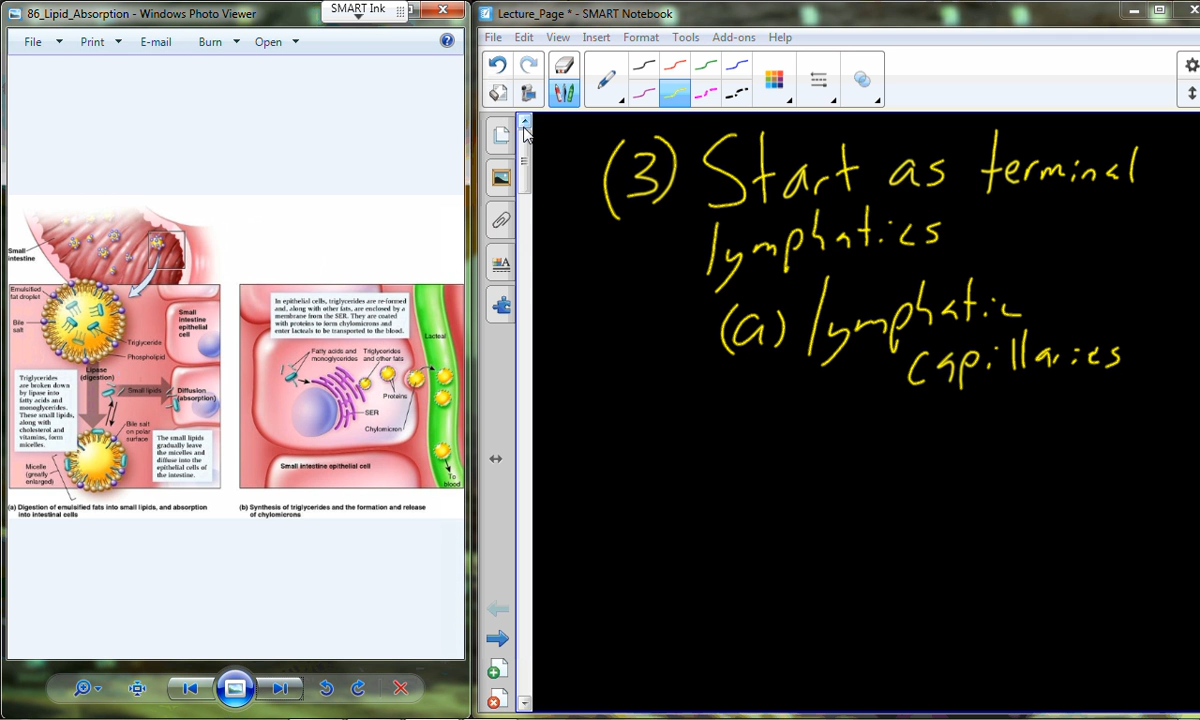 86_Lipid_Absorption - Windows Photo Viewer
SMART Ink
File Print E-mail Burn Open
Small
intestine
Emulsified
fat droplet
Bile
salt
Small
intestine
epithelial
cell
Triglyceride
Phospholipid
Lipase
(digestion)
Triglycerides
are broken down
by lipase into
fatty acids and
monoglycerides.
These small lipids,
along with
cholesterol and
vitamins, form
micelles.
Small lipids
Diffusion
(absorption)
Bile salt
on polar
surface
The small lipids
gradually leave
the micelles and
diffuse into the
epithelial cells of
the intestine.
Micelle
(greatly
enlarged)
(a) Digestion of emulsified fats into small lipids, and absorption
into intestinal cells
In epithelial cells, triglycerides are re-formed
and, along with other fats, are enclosed by a
membrane from the SER. They are coated
with proteins to form chylomicrons and
enter lacteals to be transported to the blood.
Lacteal
Fatty acids and
monoglycerides
Triglycerides
and other fats
Proteins
SER
Chylomicron
Small intestine epithelial cell
To
blood
(b) Synthesis of triglycerides and the formation and release
of chylomicrons
Lecture_Page * - SMART Notebook
File Edit View Insert Format Tools Add-ons Help
(3) Start as terminal
lymphatics
(a) lymphatic
capillaries